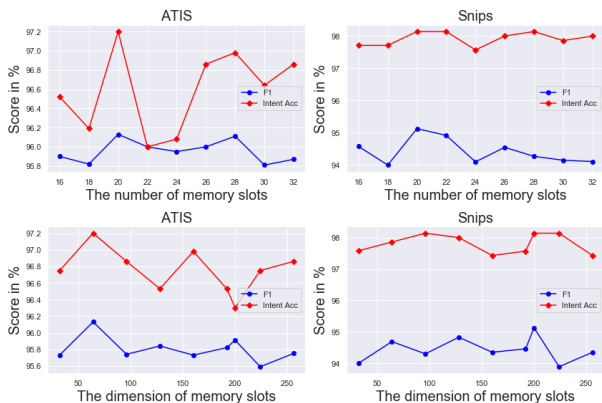 ATIS
97.2
97.0
96.8
96.6
96.4
96.2
96.0
95.8
Score in %
F1
Intent Acc
16 18 20 22 24 26 28 30 32
The number of memory slots
Snips
98
97
96
95
94
Score in %
F1
Intent Acc
16 18 20 22 24 26 28 30 32
The number of memory slots
ATIS
97.2
97.0
96.8
96.6
96.4
96.2
96.0
95.8
95.6
Score in %
F1
Intent Acc
50 100 150 200 250
The dimension of memory slots
Snips
98
97
96
95
94
Score in %
F1
Intent Acc
50 100 150 200 250
The dimension of memory slots